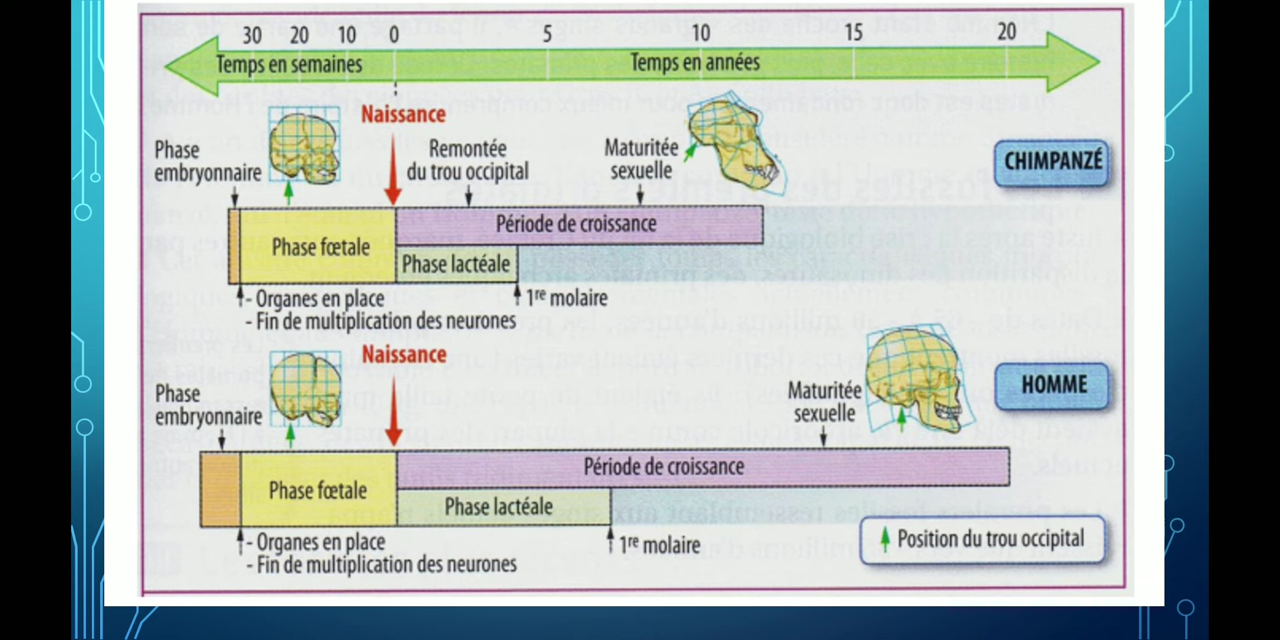 30 20 10 0 5 10 15 20
Temps en semaines
Temps en années
Naissance
Phase
embryonnaire
Remontée
du trou occipital
Maturitée
sexuelle
CHIMPANZÉ
Période de croissance
Phase fœtale
Phase lactéale
- Organes en place
- Fin de multiplication des neurones
1re molaire
Naissance
Phase
embryonnaire
Maturitée
sexuelle
HOMME
Période de croissance
Phase fœtale
Phase lactéale
- Organes en place
- Fin de multiplication des neurones
1re molaire
Position du trou occipital